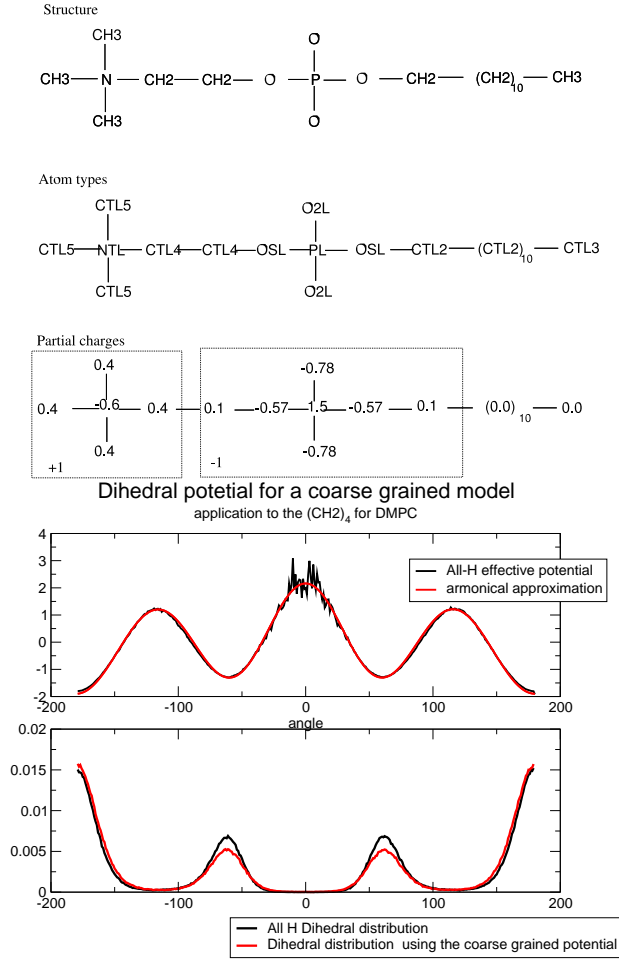 Structure
CH3 O
CH3 N CH2 CH2 O P O CH2 (CH2)10 CH3
CH3 O
Atom types
CTL5 O2L
CTL5 NTL CTL4 CTL4 OSL PL OSL CTL2 (CTL2)10 CTL3
CTL5 O2L
Partial charges
0.4 -0.78
0.4 -0.6 0.4 0.1 -0.57 1.5 -0.57 0.1 (0.0)10 0.0
0.4 -0.78
+1 -1
Dihedral potetial for a coarse grained model
application to the (CH2)4 for DMPC
4
3
2
1
0
-1
-2
All-H effective potential
armonical approximation
-200 -100 0 100 200
angle
0.02
0.015
0.01
0.005
0
-200 -100 0 100 200
All H Dihedral distribution
Dihedral distribution using the coarse grained potential